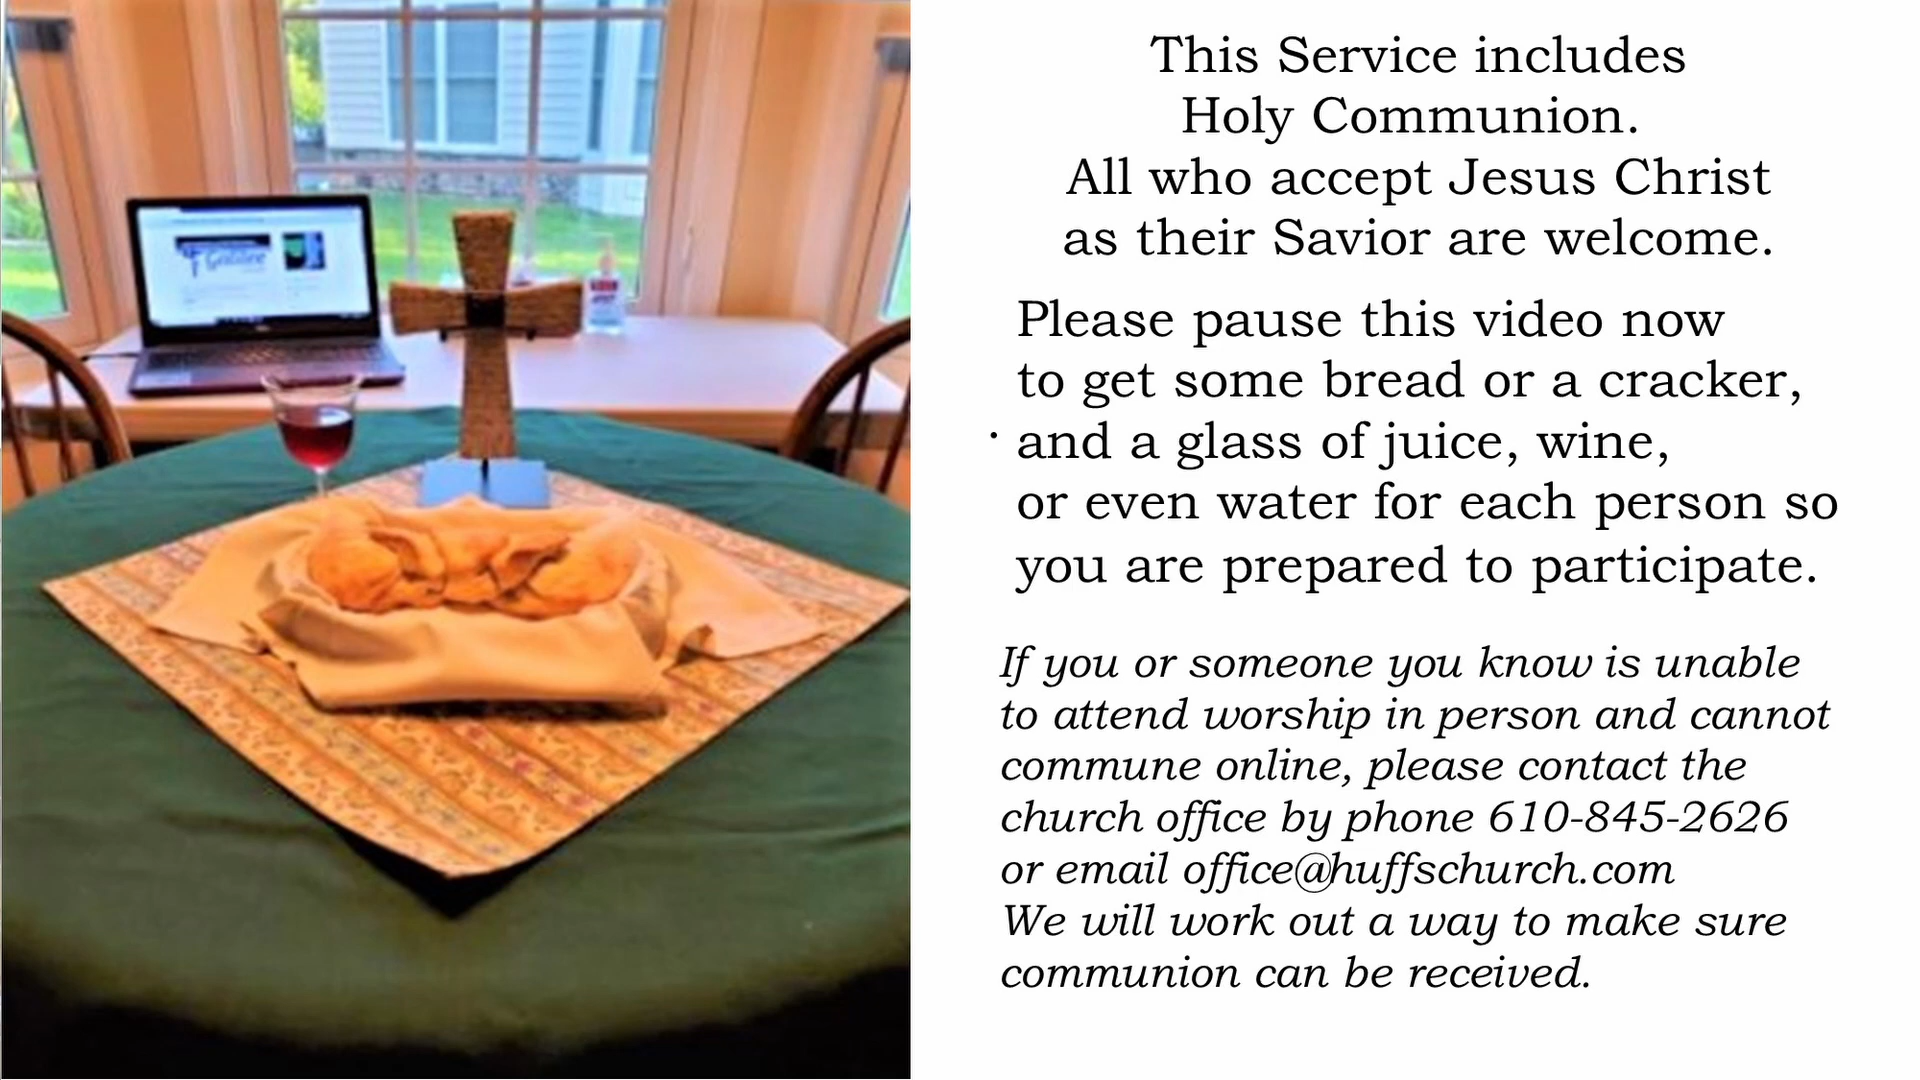 This Service includes
Holy Communion.
All who accept Jesus Christ
as their Savior are welcome.
Please pause this video now
to get some bread or a cracker,
and a glass of juice, wine,
or even water for each person so
you are prepared to participate.
If you or someone you know is unable
to attend worship in person and cannot
commune online, please contact the
church office by phone 610-845-2626
or email office@huffschurch.com
We will work out a way to make sure
communion can be received.
Galilee